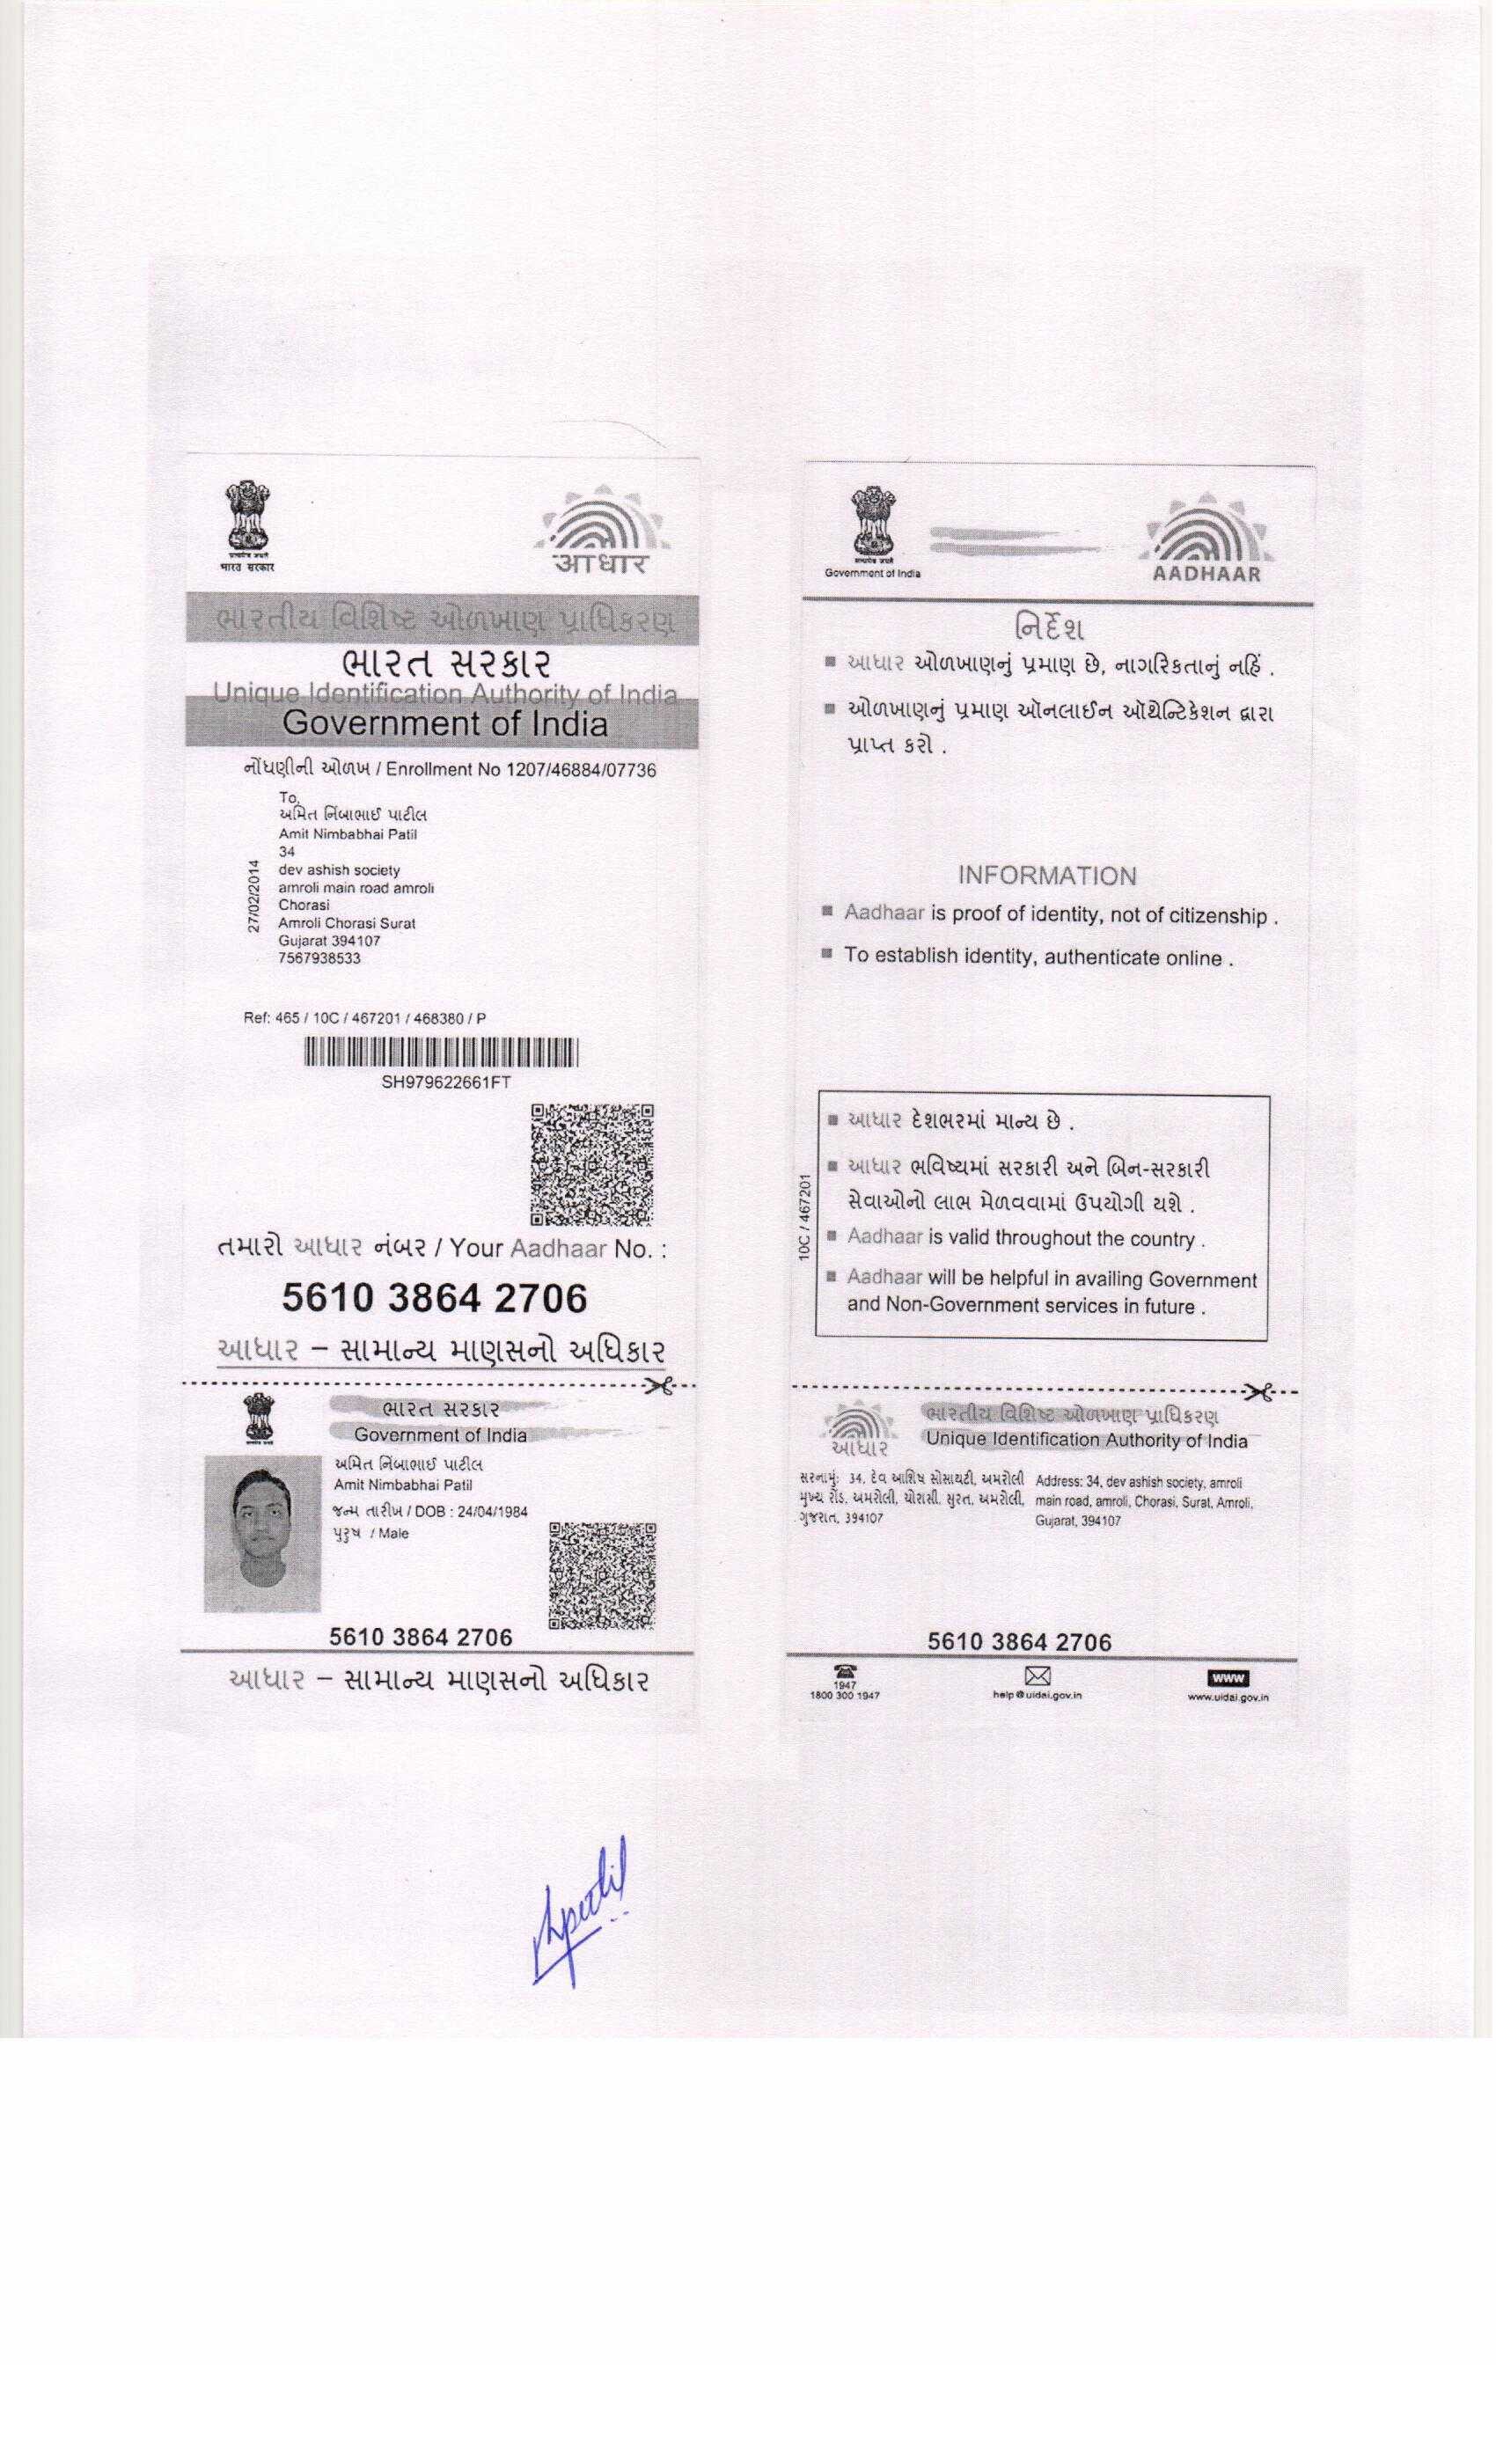 सत्यमेव जयते
भारत सरकार
आधार
ભારતીય વિશિષ્ટ ઓળખાણ પ્રાધિકરણ
ભારત સરકાર
Unique Identification Authority of India
Government of India
નોંધણીની ઓળખ / Enrollment No 1207/46884/07736
To,
અમિત નિંબાભાઈ પાટીલ
Amit Nimbabhai Patil
34
dev ashish society
amroli main road amroli
Chorasi
Amroli Chorasi Surat
Gujarat 394107
7567938533
27/02/2014
Ref: 465 / 10C / 467201 / 468380 / P
SH979622661FT
તમારો આધાર નંબર / Your Aadhaar No. :
5610 3864 2706
આધાર – સામાન્ય માણસનો અધિકાર
ભારત સરકાર
Government of India
અમિત નિંબાભાઈ પાટીલ
Amit Nimbabhai Patil
જન્મ તારીખ / DOB : 24/04/1984
પુરુષ / Male
5610 3864 2706
આધાર – સામાન્ય માણસનો અધિકાર
Government of India
AADHAAR
નિર્દેશ
આધાર ઓળખાણનું પ્રમાણ છે, નાગરિકતાનું નહિં .
ઓળખાણનું પ્રમાણ ઑનલાઈન ઑથેન્ટિકેશન દ્વારા
પ્રાપ્ત કરો .
INFORMATION
Aadhaar is proof of identity, not of citizenship .
To establish identity, authenticate online .
આધાર દેશભરમાં માન્ય છે .
આધાર ભવિષ્યમાં સરકારી અને બિન-સરકારી
સેવાઓનો લાભ મેળવવામાં ઉપયોગી થશે .
Aadhaar is valid throughout the country .
Aadhaar will be helpful in availing Government
and Non-Government services in future .
10C / 467201
આધાર
ભારતીય વિશિષ્ટ ઓળખાણ પ્રાધિકરણ
Unique Identification Authority of India
સરનામું: 34, દેવ આશિષ સોસાયટી, અમરોલી
મુખ્ય રોડ, અમરોલી, ચોરાસી, સુરત, અમરોલી,
ગુજરાત, 394107
Address: 34, dev ashish society, amroli
main road, amroli, Chorasi, Surat, Amroli,
Gujarat, 394107
5610 3864 2706
1947
1800 300 1947
help@uidai.gov.in
www
www.uidai.gov.in
Apatil